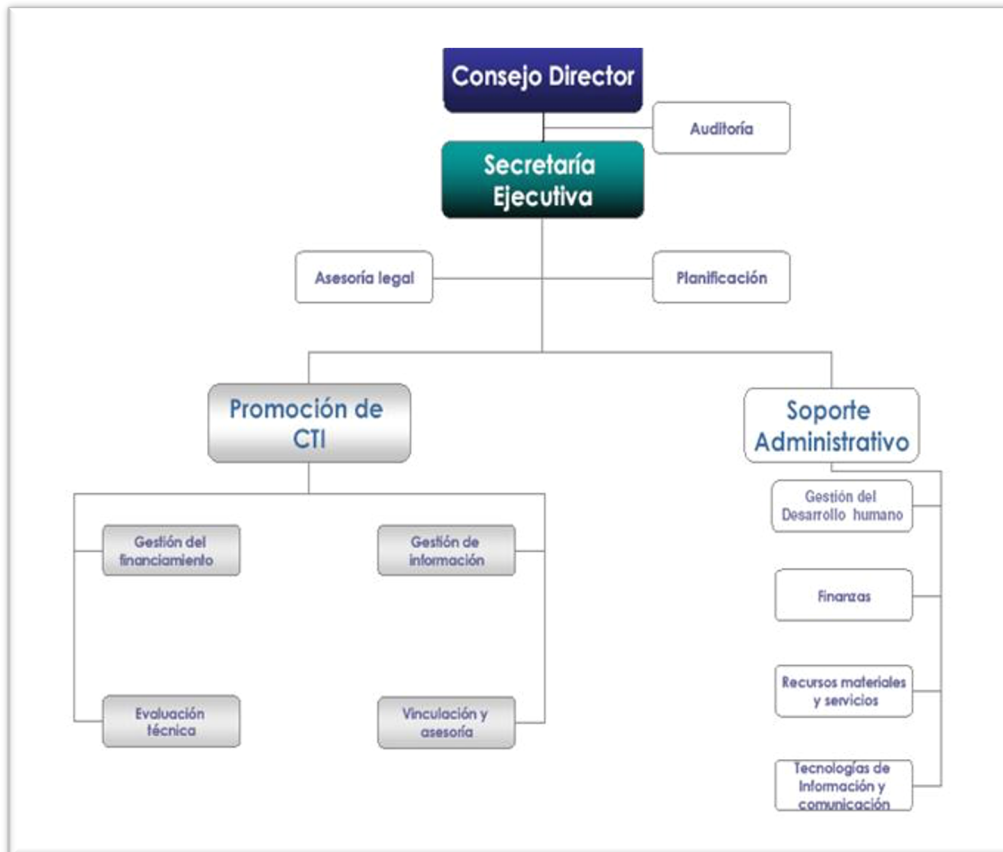 Consejo Director
Auditoría
Secretaría
Ejecutiva
Asesoría legal
Planificación
Promoción de
CTI
Soporte
Administrativo
Gestión del
financiamiento
Gestión de
información
Evaluación
técnica
Vinculación y
asesoría
Gestión del
Desarrollo humano
Finanzas
Recursos materiales
y servicios
Tecnologías de
Información y
comunicación